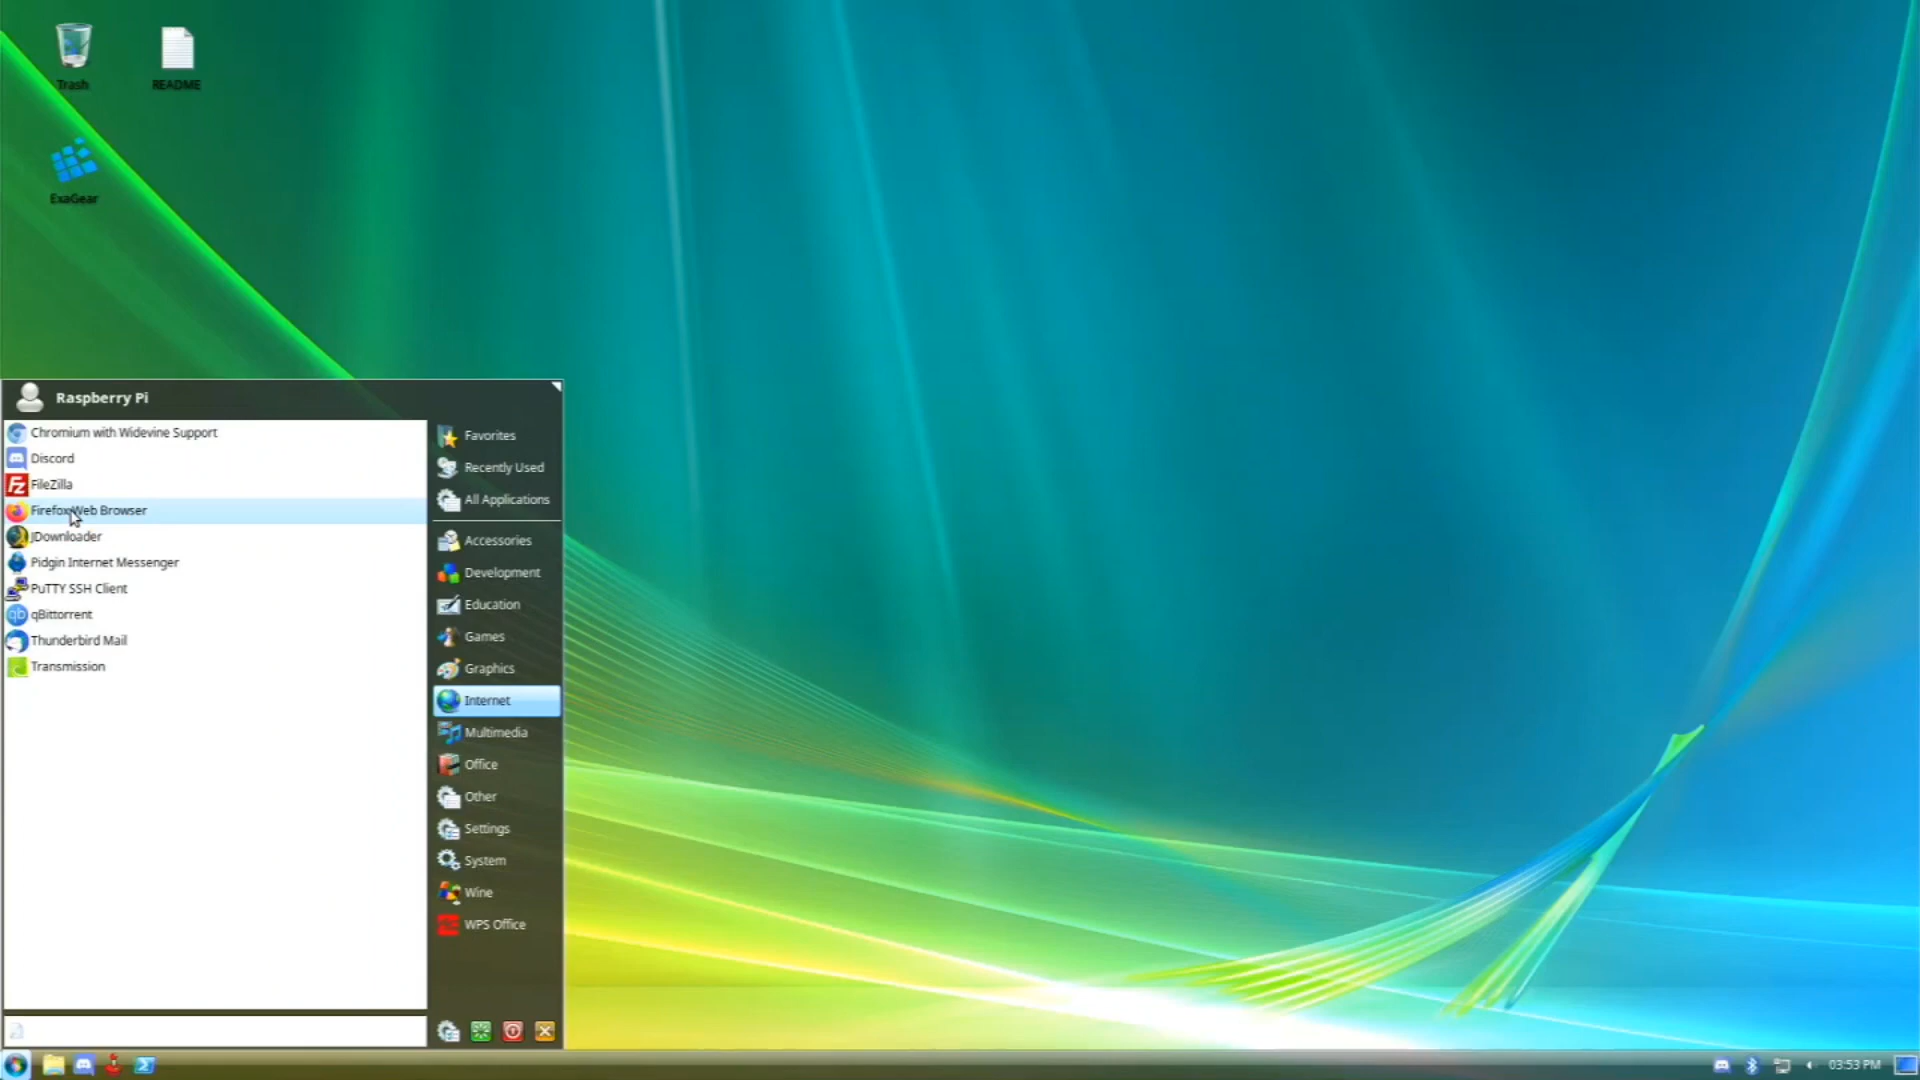 Trash
README
ExaGear
Raspberry Pi
Chromium with Widevine Support
Discord
FileZilla
Firefox Web Browser
JDownloader
Pidgin Internet Messenger
PuTTY SSH Client
qBittorrent
Thunderbird Mail
Transmission
Favorites
Recently Used
All Applications
Accessories
Development
Education
Games
Graphics
Internet
Multimedia
Office
Other
Settings
System
Wine
WPS Office
03:53 PM